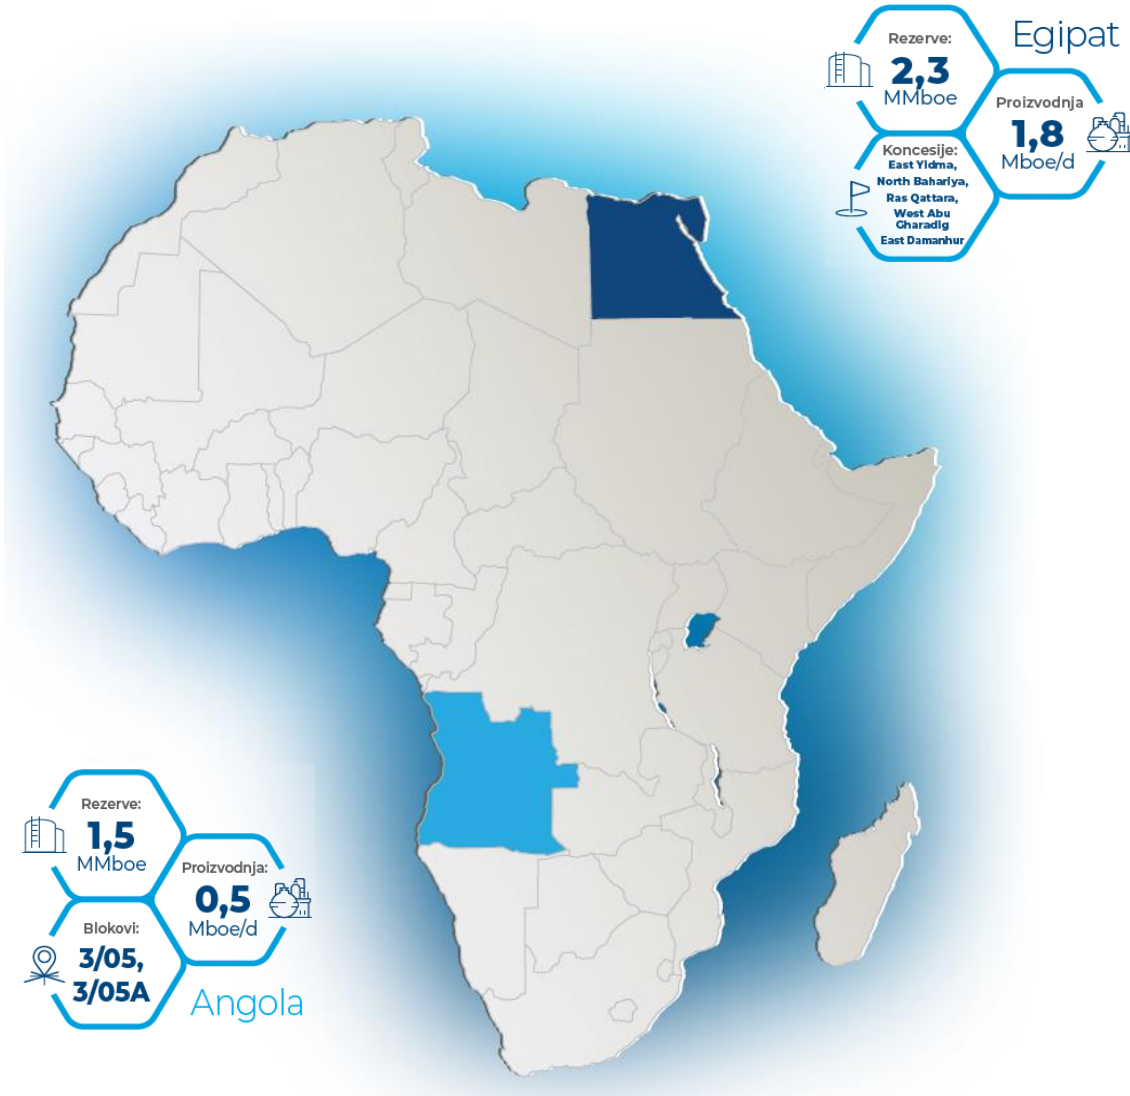 Egipat
Rezerve:
2,3
MMboe
Proizvodnja
1,8
Mboe/d
Koncesije:
East Yidma,
North Bahariya,
Ras Qattara,
West Abu
Gharadig
East Damanhur
Rezerve:
1,5
MMboe
Proizvodnja:
0,5
Mboe/d
Blokovi:
3/05,
3/05A
Angola